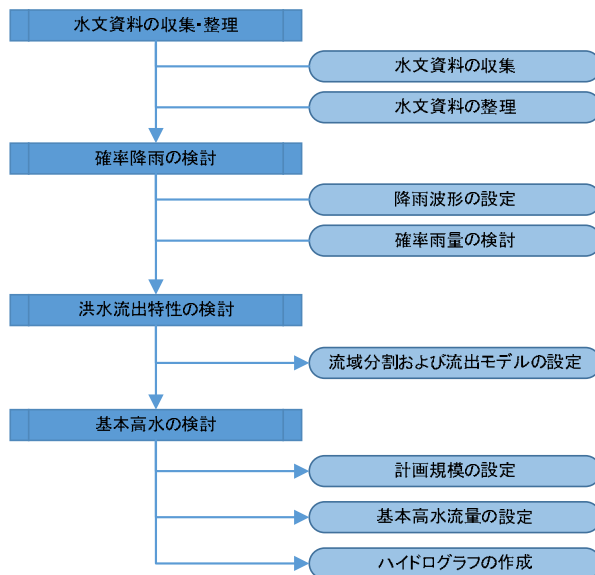 水文資料の収集・整理
水文資料の収集
水文資料の整理
確率降雨の検討
降雨波形の設定
確率雨量の検討
洪水流出特性の検討
流域分割および流出モデルの設定
基本高水の検討
計画規模の設定
基本高水流量の設定
ハイドログラフの作成